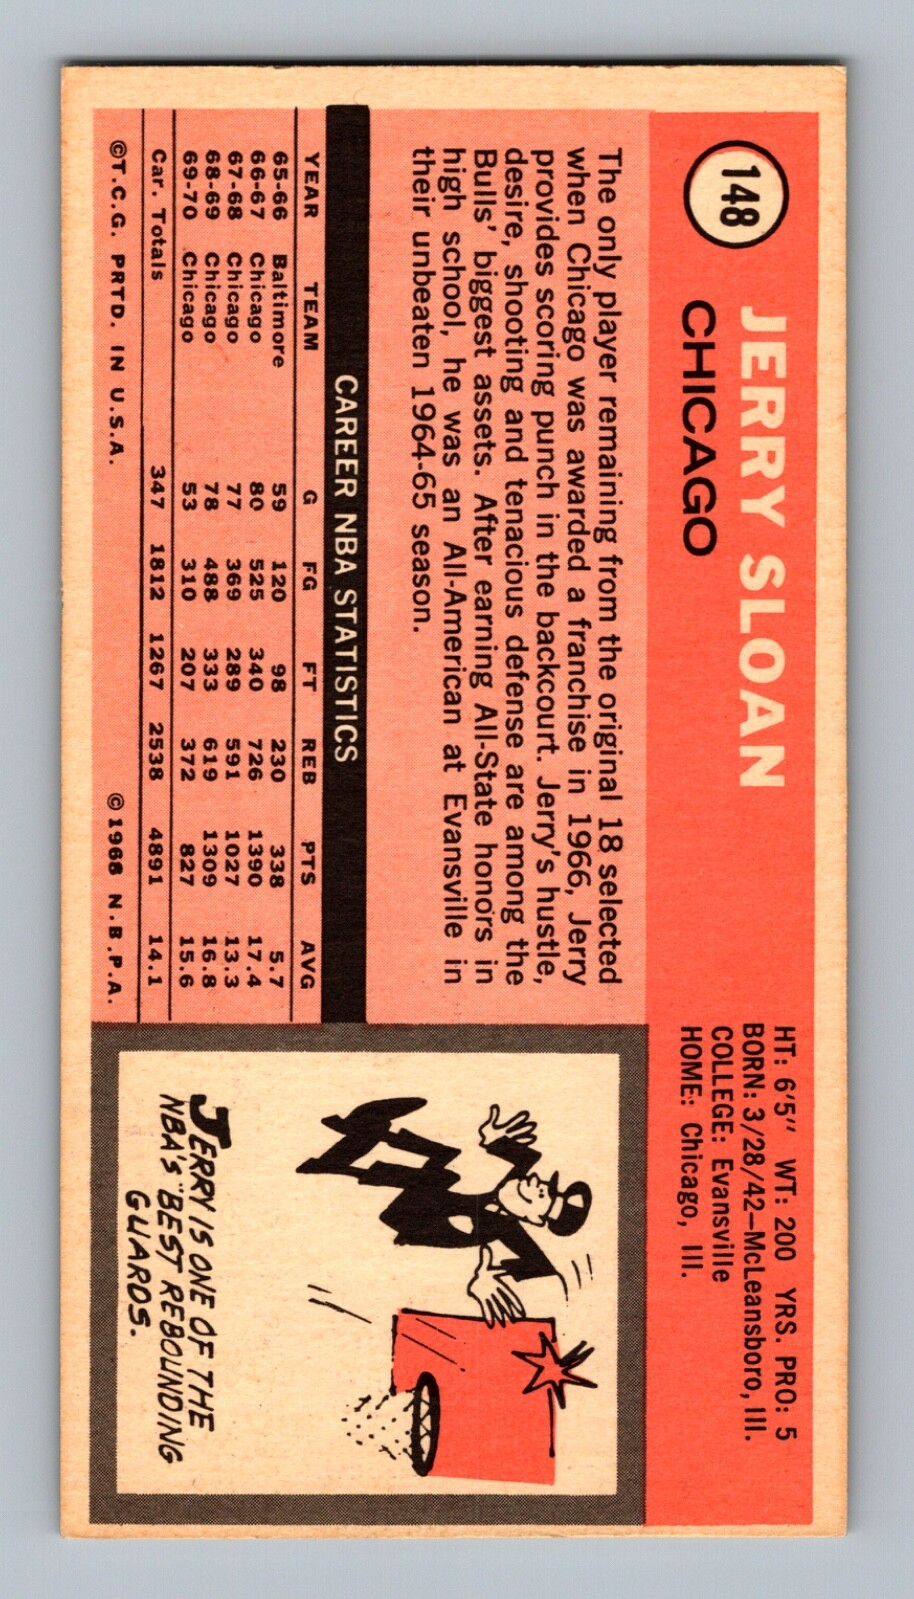 148
JERRY SLOAN
CHICAGO
HT: 6'5" WT: 200 YRS. PRO: 5
BORN: 3/28/42—McLeansboro, Ill.
COLLEGE: Evansville
HOME: Chicago, Ill.
The only player remaining from the original 18 selected
when Chicago was awarded a franchise in 1966, Jerry
provides scoring punch in the backcourt. Jerry's hustle,
desire, shooting and tenacious defense are among the
Bulls' biggest assets. After earning All-State honors in
high school, he was an All-American at Evansville in
their unbeaten 1964-65 season.
CAREER NBA STATISTICS
YEAR TEAM G FG FT REB PTS AVG
65-66 Baltimore 59 120 98 230 338 5.7
66-67 Chicago 80 525 340 726 1390 17.4
67-68 Chicago 77 369 289 591 1027 13.3
68-69 Chicago 78 488 333 619 1309 16.8
69-70 Chicago 53 310 207 372 827 15.6
Car. Totals 347 1812 1267 2538 4891 14.1
©T.C.G. PRTD. IN U.S.A. ©1968 N.B.P.A.
JERRY IS ONE OF THE
NBA'S BEST REBOUNDING
GUARDS.